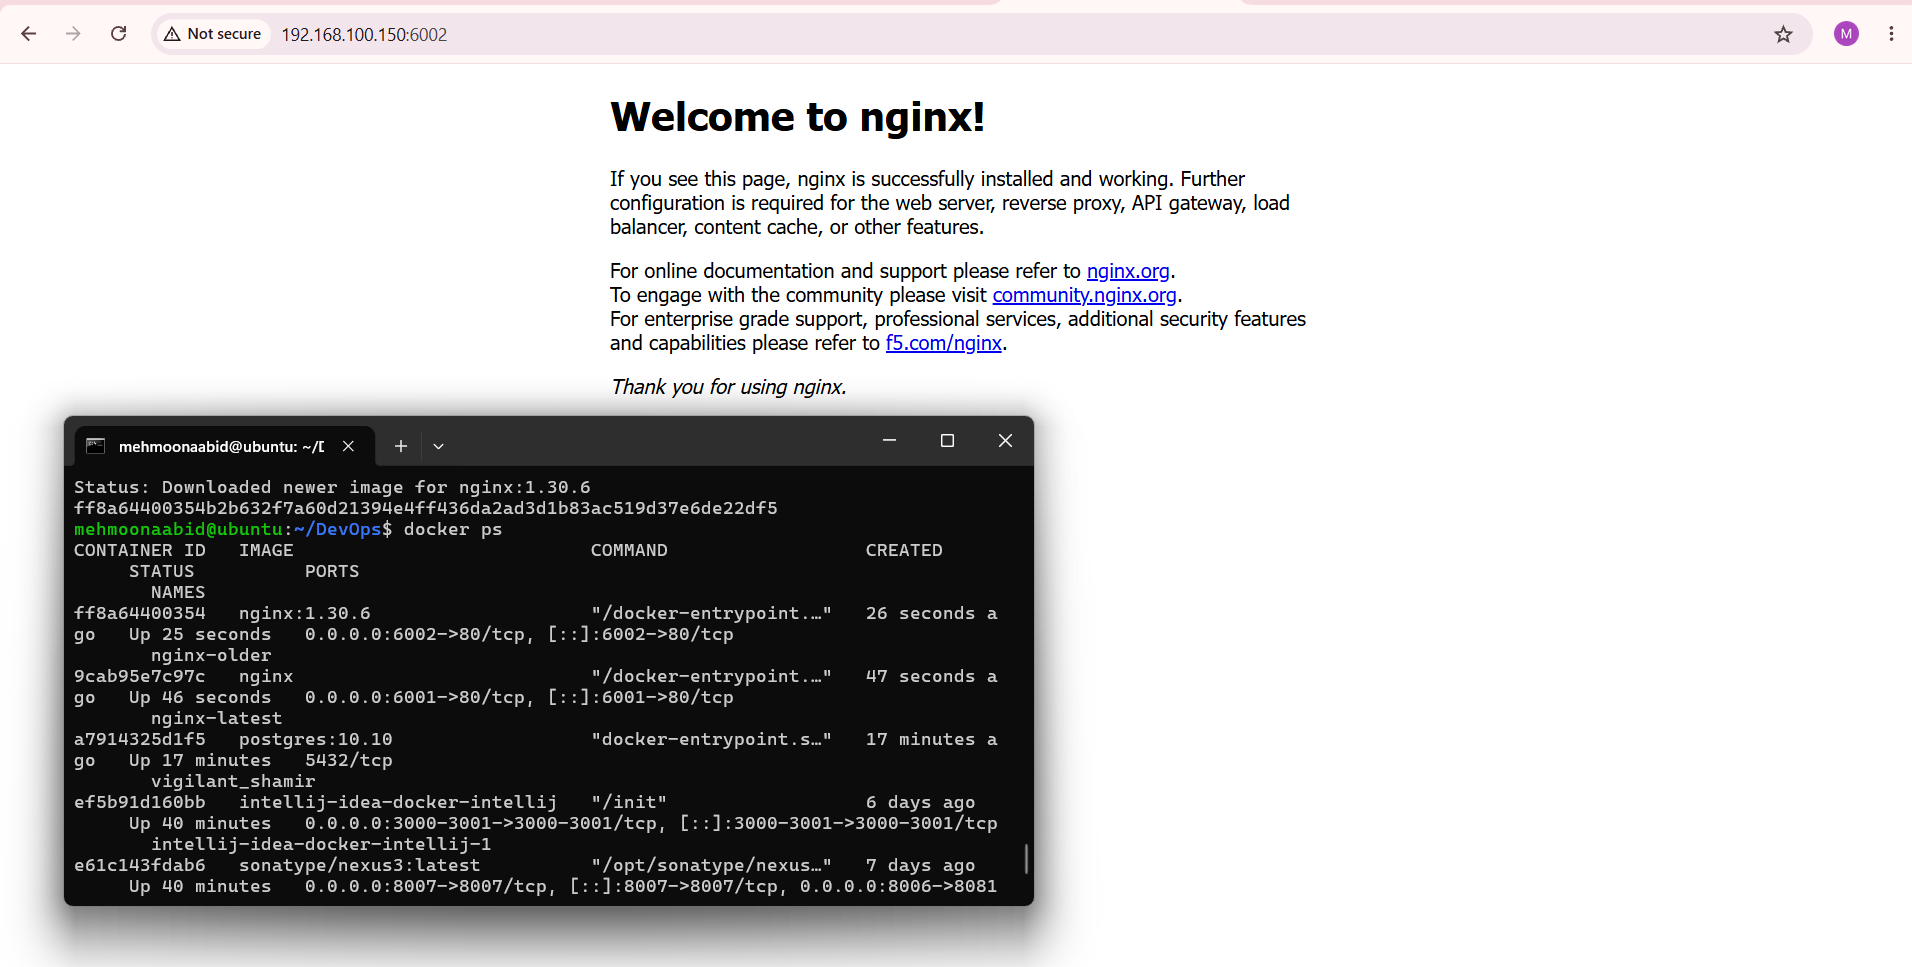 Not secure 192.168.100.150:6002
M
Welcome to nginx!
If you see this page, nginx is successfully installed and working. Further
configuration is required for the web server, reverse proxy, API gateway, load
balancer, content cache, or other features.
For online documentation and support please refer to nginx.org.
To engage with the community please visit community.nginx.org.
For enterprise grade support, professional services, additional security features
and capabilities please refer to f5.com/nginx.
Thank you for using nginx.
mehmoonaabid@ubuntu: ~/D
Status: Downloaded newer image for nginx:1.30.6
ff8a64400354b2b632f7a60d21394e4ff436da2ad3d1b83ac519d37e6de22df5
mehmoonaabid@ubuntu:~/DevOps$ docker ps
CONTAINER ID   IMAGE                           COMMAND                  CREATED
     STATUS          PORTS
       NAMES
ff8a64400354   nginx:1.30.6                    "/docker-entrypoint.…"   26 seconds a
go   Up 25 seconds   0.0.0.0:6002->80/tcp, [::]:6002->80/tcp
       nginx-older
9cab95e7c97c   nginx                           "/docker-entrypoint.…"   47 seconds a
go   Up 46 seconds   0.0.0.0:6001->80/tcp, [::]:6001->80/tcp
       nginx-latest
a7914325d1f5   postgres:10.10                  "docker-entrypoint.s…"   17 minutes a
go   Up 17 minutes   5432/tcp
       vigilant_shamir
ef5b91d160bb   intellij-idea-docker-intellij   "/init"                  6 days ago
     Up 40 minutes   0.0.0.0:3000-3001->3000-3001/tcp, [::]:3000-3001->3000-3001/tcp
       intellij-idea-docker-intellij-1
e61c143fdab6   sonatype/nexus3:latest          "/opt/sonatype/nexus…"   7 days ago
     Up 40 minutes   0.0.0.0:8007->8007/tcp, [::]:8007->8007/tcp, 0.0.0.0:8006->8081